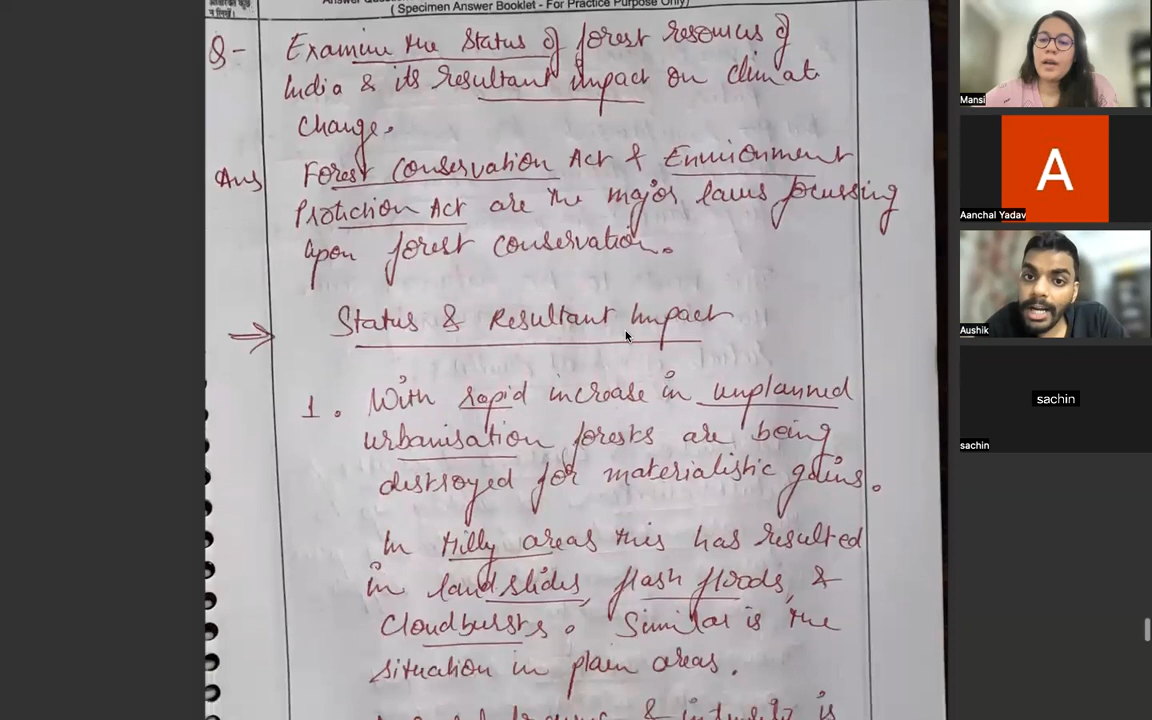 ( Specimen Answer Booklet - For Practice Purpose Only)
Q- Examine the Status of forest resources of
India & its resultant impact on climate
Change.
Ans Forest Conservation Act & Environment
Protection Act are the major laws focussing
upon forest conservation.
Status & Resultant Impact
1. With rapid increase in unplanned
urbanisation forests are being
distroyed for materialistic gains.
In Hilly areas this has resulted
in landslides, flash floods, &
Cloudbursts. Similar is the
situation in plain areas.
& intensity is
Mansi
A
Aanchal Yadav
Aushik
sachin
sachin